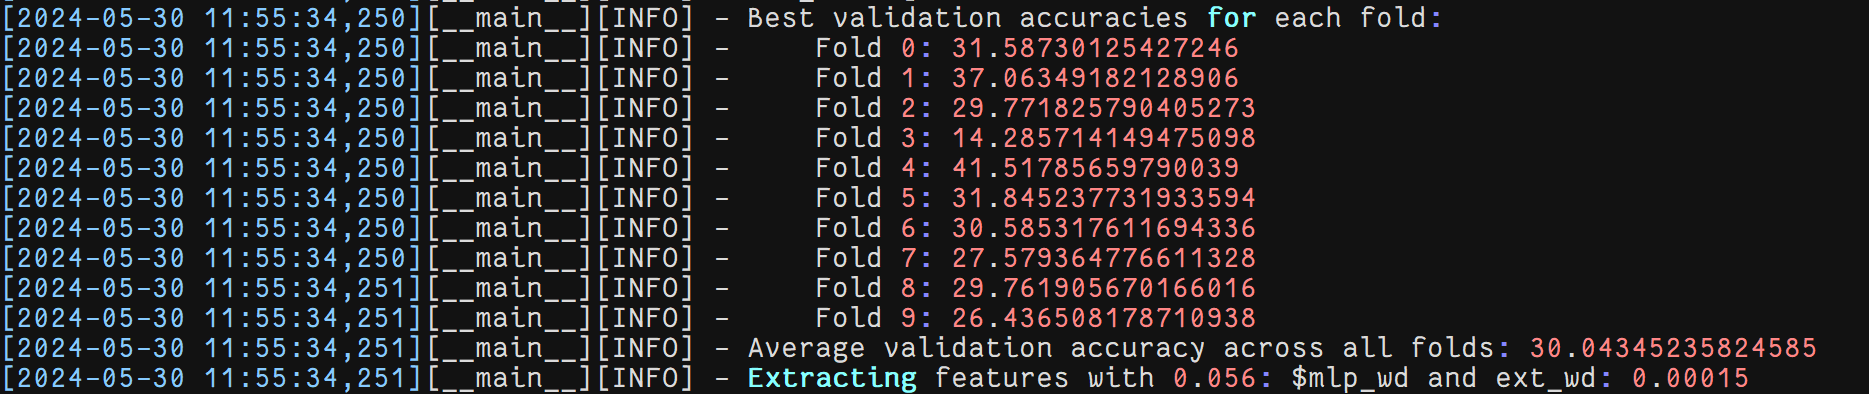 [2024-05-30 11:55:34,250][__main__][INFO] - Best validation accuracies for each fold:
[2024-05-30 11:55:34,250][__main__][INFO] -     Fold 0: 31.58730125427246
[2024-05-30 11:55:34,250][__main__][INFO] -     Fold 1: 37.06349182128906
[2024-05-30 11:55:34,250][__main__][INFO] -     Fold 2: 29.771825790405273
[2024-05-30 11:55:34,250][__main__][INFO] -     Fold 3: 14.285714149475098
[2024-05-30 11:55:34,250][__main__][INFO] -     Fold 4: 41.51785659790039
[2024-05-30 11:55:34,250][__main__][INFO] -     Fold 5: 31.845237731933594
[2024-05-30 11:55:34,250][__main__][INFO] -     Fold 6: 30.585317611694336
[2024-05-30 11:55:34,250][__main__][INFO] -     Fold 7: 27.579364776611328
[2024-05-30 11:55:34,251][__main__][INFO] -     Fold 8: 29.761905670166016
[2024-05-30 11:55:34,251][__main__][INFO] -     Fold 9: 26.436508178710938
[2024-05-30 11:55:34,251][__main__][INFO] - Average validation accuracy across all folds: 30.04345235824585
[2024-05-30 11:55:34,251][__main__][INFO] - Extracting features with 0.056: $mlp_wd and ext_wd: 0.00015